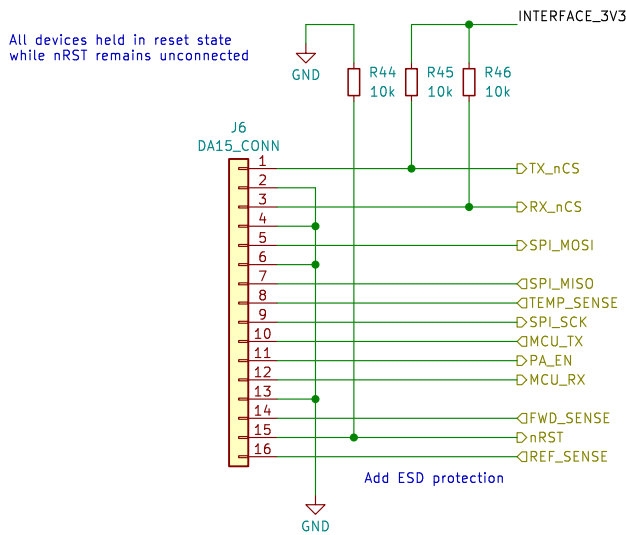 INTERFACE_3V3
All devices held in reset state
while nRST remains unconnected
GND
R44
10k
R45
10k
R46
10k
J6
DA15_CONN
1
TX_nCS
2
3
RX_nCS
4
5
SPI_MOSI
6
7
SPI_MISO
8
TEMP_SENSE
9
SPI_SCK
10
MCU_TX
11
PA_EN
12
MCU_RX
13
14
FWD_SENSE
15
nRST
16
REF_SENSE
Add ESD protection
GND